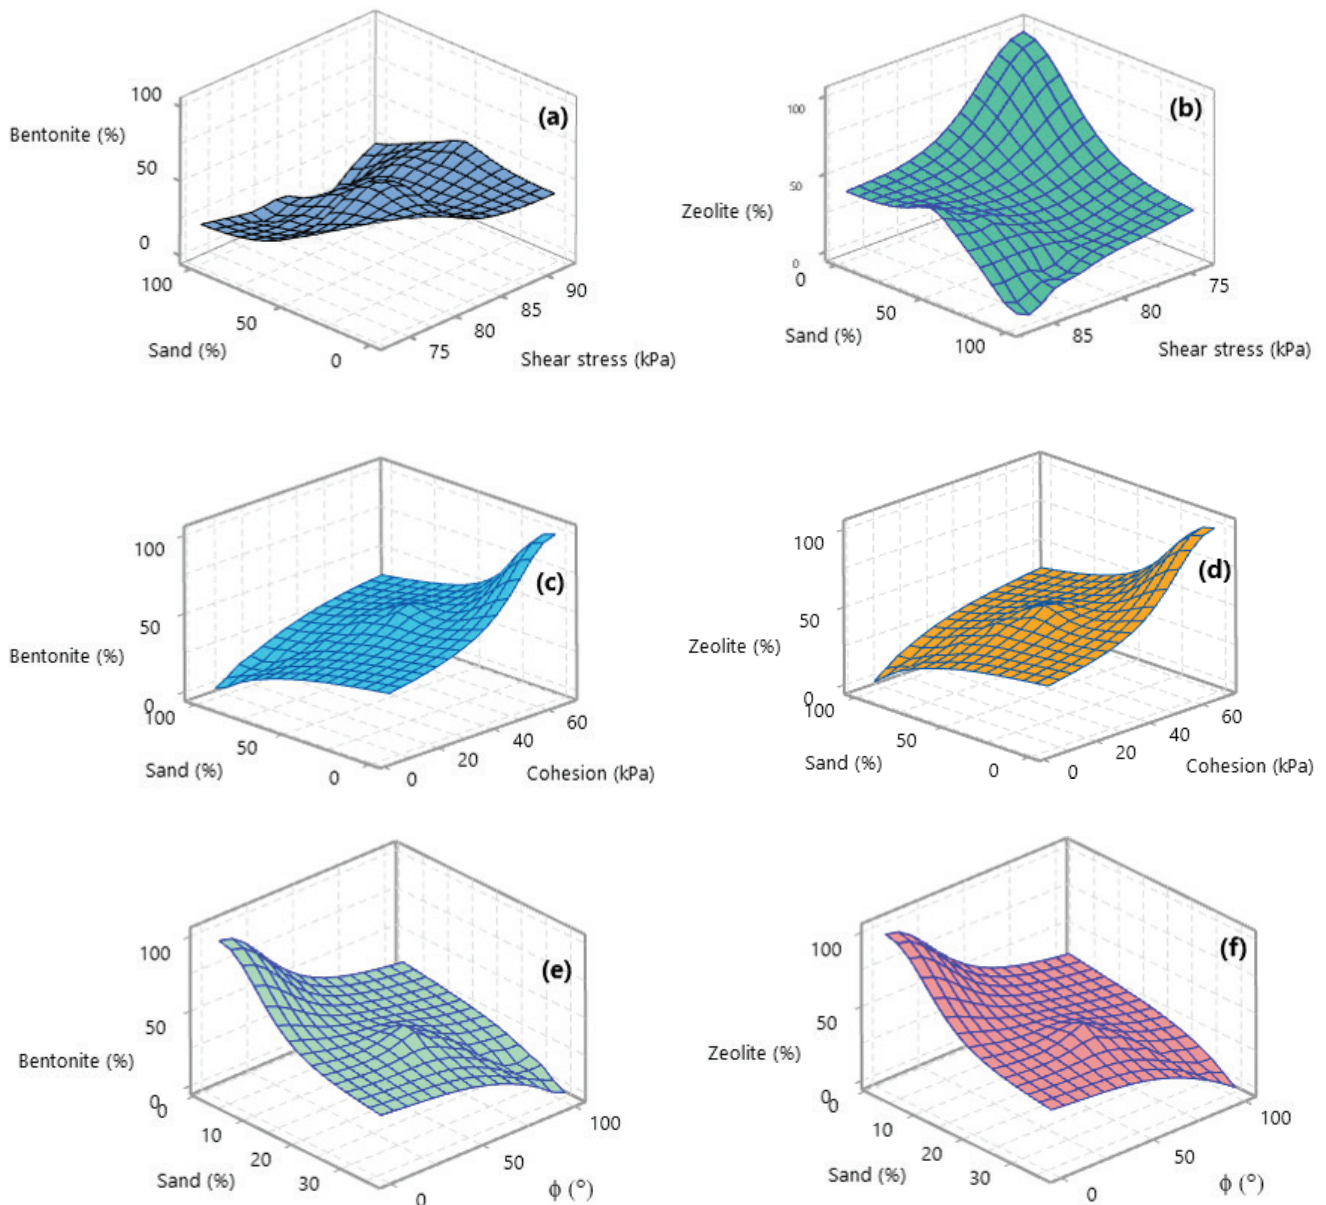 (a)
100
Bentonite (%)
50
0
100
50
0
Sand (%)
75
80
85
90
Shear stress (kPa)
(b)
100
50
Zeolite (%)
0
0
50
100
Sand (%)
85
80
75
Shear stress (kPa)
(c)
100
50
Bentonite (%)
0
100
50
0
Sand (%)
0
20
40
60
Cohesion (kPa)
(d)
100
50
Zeolite (%)
0
100
50
0
Sand (%)
0
20
40
60
Cohesion (kPa)
(e)
100
50
Bentonite (%)
0
0
10
20
30
Sand (%)
0
50
100
ϕ (°)
(f)
100
50
Zeolite (%)
0
0
10
20
30
Sand (%)
0
50
100
ϕ (°)